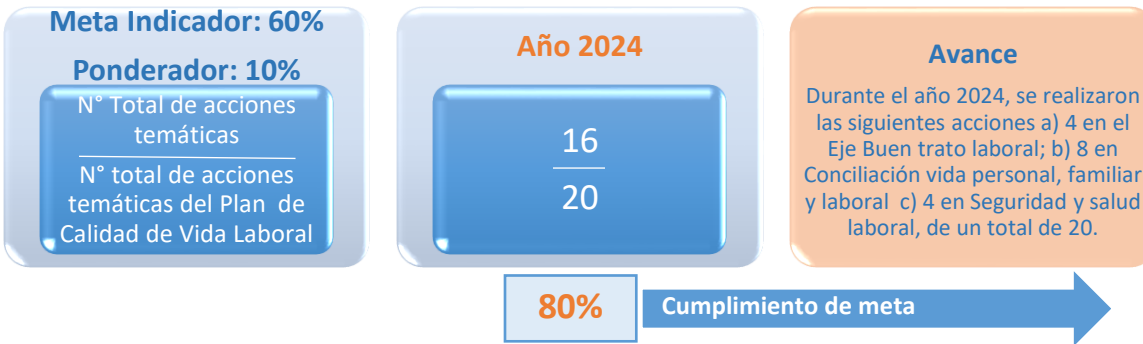 Meta Indicador: 60%
Ponderador: 10%
N° Total de acciones
temáticas
N° total de acciones
temáticas del Plan de
Calidad de Vida Laboral
Año 2024
16
20
Avance
Durante el año 2024, se realizaron
las siguientes acciones a) 4 en el
Eje Buen trato laboral; b) 8 en
Conciliación vida personal, familiar
y laboral c) 4 en Seguridad y salud
laboral, de un total de 20.
80%
Cumplimiento de meta